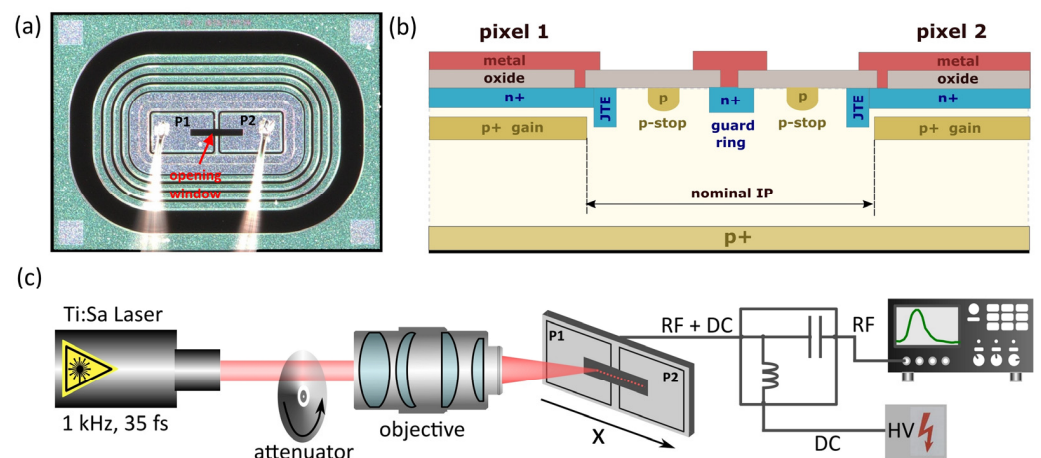 (a)
P1
P2
opening
window
(b)
pixel 1
pixel 2
metal
metal
oxide
oxide
n+
JTE
p
n+
p
JTE
n+
p+ gain
p-stop
guard
ring
p-stop
p+ gain
nominal IP
p+
(c)
Ti:Sa Laser
1 kHz, 35 fs
attenuator
objective
P1
P2
X
RF + DC
RF
DC
HV